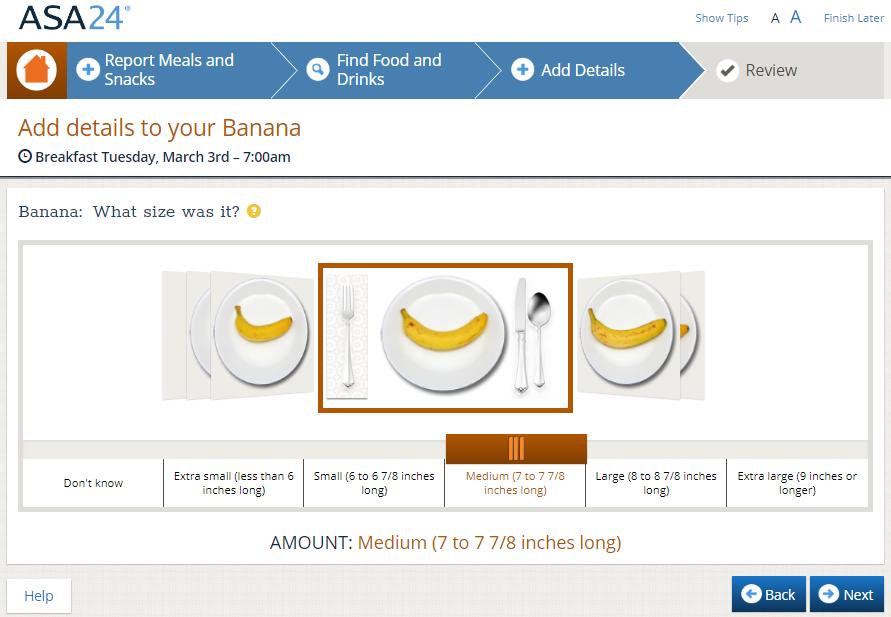 ASA24®
Show Tips A A Finish Later
Report Meals and
Snacks
Find Food and
Drinks
Add Details
Review
Add details to your Banana
Breakfast Tuesday, March 3rd – 7:00am
Banana: What size was it? ?
Don't know
Extra small (less than 6
inches long)
Small (6 to 6 7/8 inches
long)
Medium (7 to 7 7/8
inches long)
Large (8 to 8 7/8 inches
long)
Extra large (9 inches or
longer)
AMOUNT: Medium (7 to 7 7/8 inches long)
Help
Back
Next